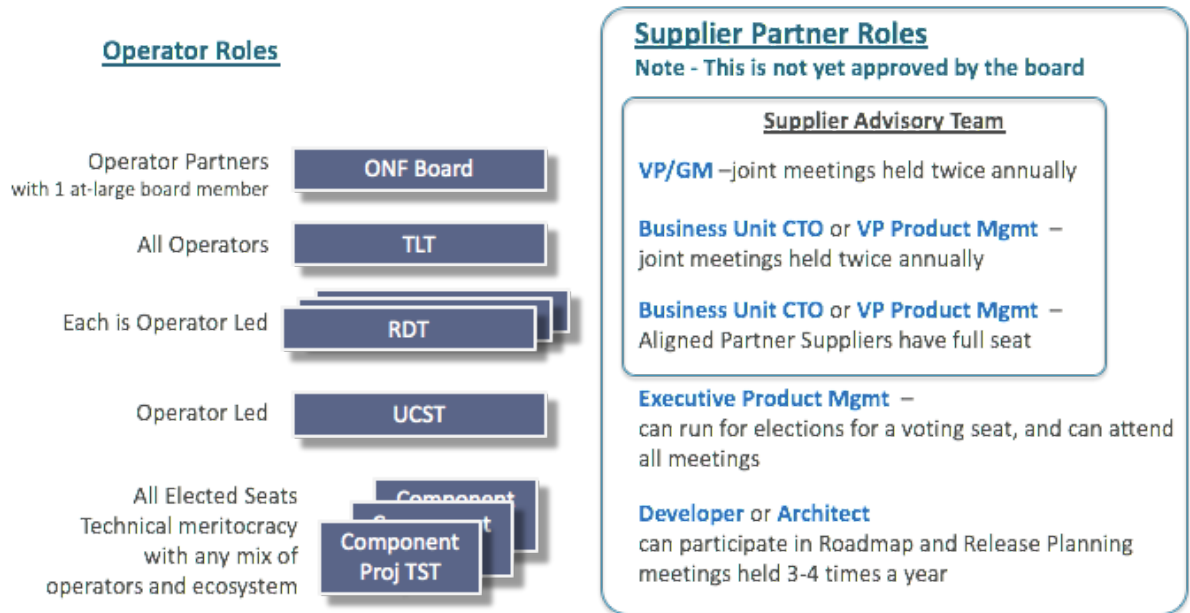 Operator Roles
Operator Partners
with 1 at-large board member
ONF Board
All Operators
TLT
Each is Operator Led
RDT
Operator Led
UCST
All Elected Seats
Technical meritocracy
with any mix of
operators and ecosystem
Component
Component
Proj TST
Supplier Partner Roles
Note - This is not yet approved by the board
Supplier Advisory Team
VP/GM –joint meetings held twice annually
Business Unit CTO or VP Product Mgmt –
joint meetings held twice annually
Business Unit CTO or VP Product Mgmt –
Aligned Partner Suppliers have full seat
Executive Product Mgmt –
can run for elections for a voting seat, and can attend
all meetings
Developer or Architect
can participate in Roadmap and Release Planning
meetings held 3-4 times a year